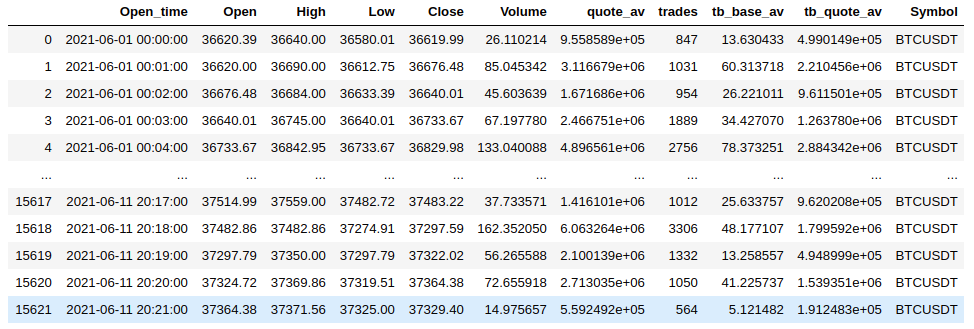 Open_time Open High Low Close Volume quote_av trades tb_base_av tb_quote_av Symbol
0 2021-06-01 00:00:00 36620.39 36640.00 36580.01 36619.99 26.110214 9.558589e+05 847 13.630433 4.990149e+05 BTCUSDT
1 2021-06-01 00:01:00 36620.00 36690.00 36612.75 36676.48 85.045342 3.116679e+06 1031 60.313718 2.210456e+06 BTCUSDT
2 2021-06-01 00:02:00 36676.48 36684.00 36633.39 36640.01 45.603639 1.671686e+06 954 26.221011 9.611501e+05 BTCUSDT
3 2021-06-01 00:03:00 36640.01 36745.00 36640.01 36733.67 67.197780 2.466751e+06 1889 34.427070 1.263780e+06 BTCUSDT
4 2021-06-01 00:04:00 36733.67 36842.95 36733.67 36829.98 133.040088 4.896561e+06 2756 78.373251 2.884342e+06 BTCUSDT
... ... ... ... ... ... ... ... ... ... ... ...
15617 2021-06-11 20:17:00 37514.99 37559.00 37482.72 37483.22 37.733571 1.416101e+06 1012 25.633757 9.620208e+05 BTCUSDT
15618 2021-06-11 20:18:00 37482.86 37482.86 37274.91 37297.59 162.352050 6.063264e+06 3306 48.177107 1.799592e+06 BTCUSDT
15619 2021-06-11 20:19:00 37297.79 37350.00 37297.79 37322.02 56.265588 2.100139e+06 1332 13.258557 4.948999e+05 BTCUSDT
15620 2021-06-11 20:20:00 37324.72 37369.86 37319.51 37364.38 72.655918 2.713035e+06 1050 41.225737 1.539351e+06 BTCUSDT
15621 2021-06-11 20:21:00 37364.38 37371.56 37325.00 37329.40 14.975657 5.592492e+05 564 5.121482 1.912483e+05 BTCUSDT